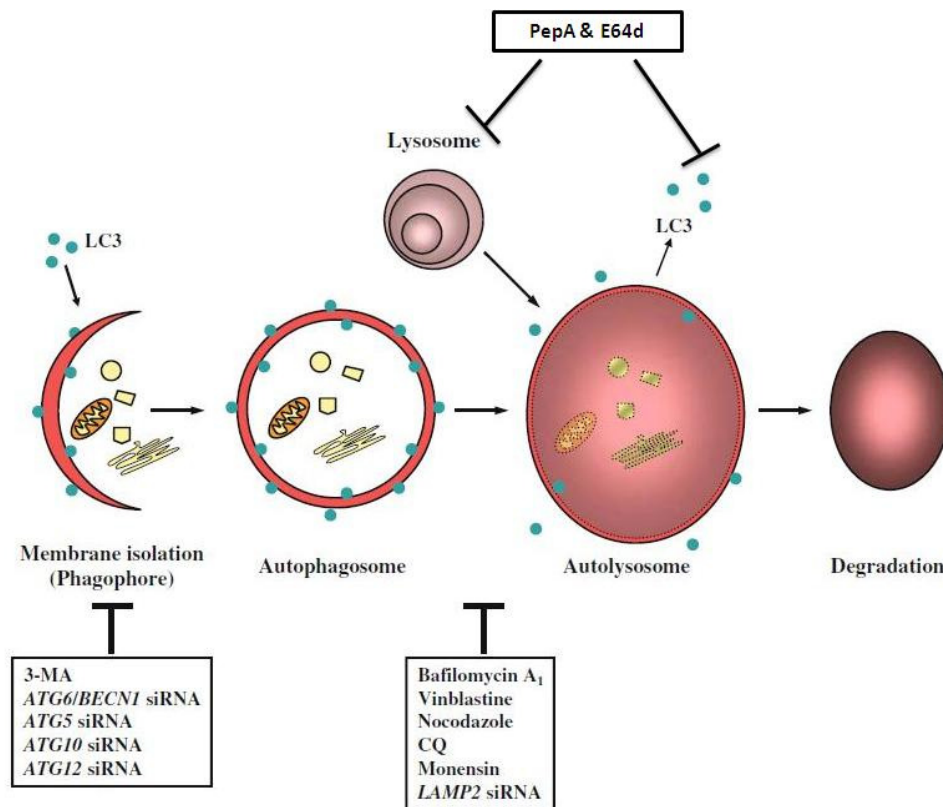 PepA & E64d
Lysosome
LC3
LC3
Membrane isolation
(Phagophore)
Autophagosome
Autolysosome
Degradation
3-MA
ATG6/BECN1 siRNA
ATG5 siRNA
ATG10 siRNA
ATG12 siRNA
Bafilomycin A₁
Vinblastine
Nocodazole
CQ
Monensin
LAMP2 siRNA